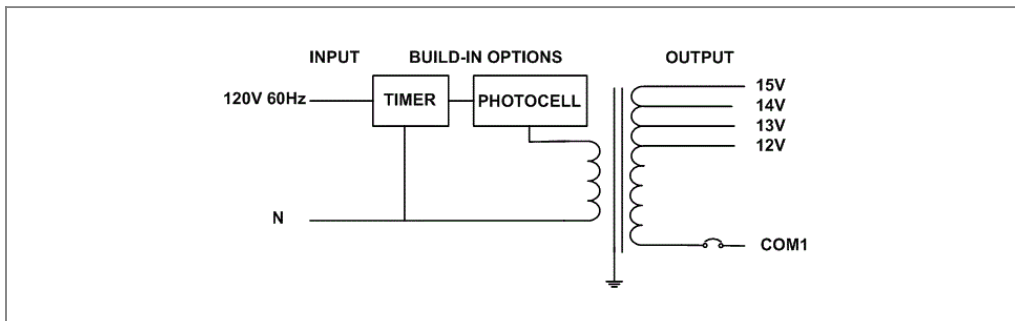 INPUT
BUILD-IN OPTIONS
OUTPUT
120V 60Hz
TIMER
PHOTOCELL
15V
14V
13V
12V
N
COM1